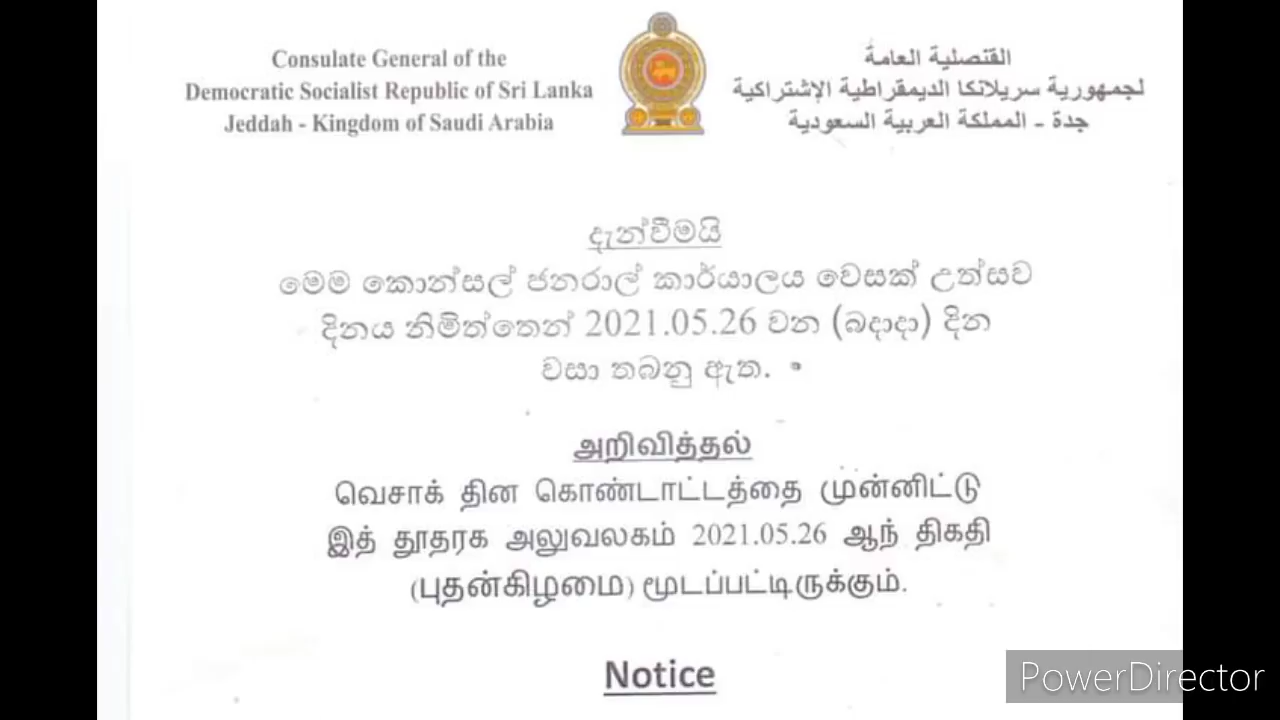 Consulate General of the
Democratic Socialist Republic of Sri Lanka
Jeddah - Kingdom of Saudi Arabia
القنصلية العامة
لجمهورية سريلانكا الديمقراطية الإشتراكية
جدة - المملكة العربية السعودية
දැන්වීමයි
මෙම කොන්සල් ජනරාල් කාර්යාලය වෙසක් උත්සව
දිනය නිමිත්තෙන් 2021.05.26 වන (බදාදා) දින
වසා තබනු ඇත.
அறிவித்தல்
வெசாக் தின கொண்டாட்டத்தை முன்னிட்டு
இத் தூதரக அலுவலகம் 2021.05.26 ஆந் திகதி
(புதன்கிழமை) மூடப்பட்டிருக்கும்.
Notice
PowerDirector